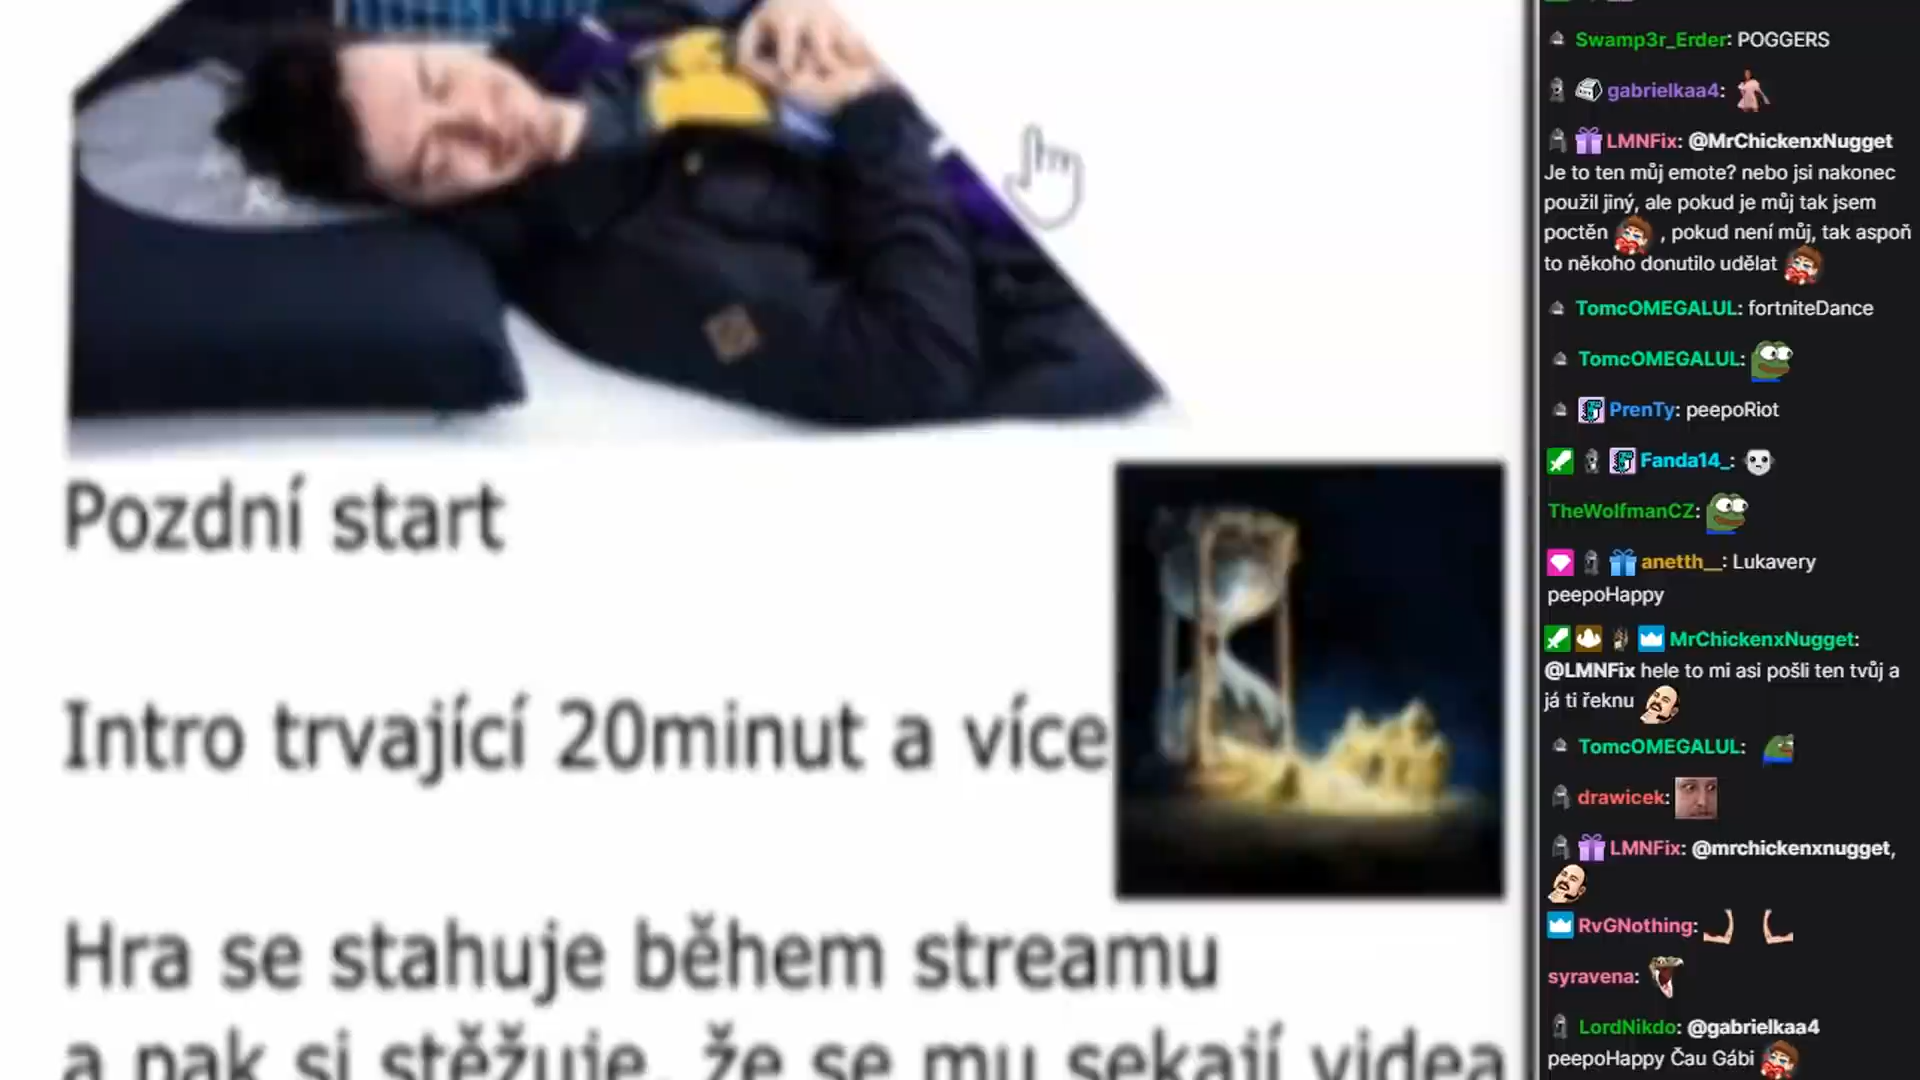 Pozdní start
Intro trvající 20minut a více
Hra se stahuje během streamu
a pak si stěžuje, že se mu sekají videa
Swamp3r_Erder: POGGERS
gabrielkaa4:
LMNFix: @MrChickenxNugget
Je to ten můj emote? nebo jsi nakonec
použil jiný, ale pokud je můj tak jsem
poctěn , pokud není můj, tak aspoň
to někoho donutilo udělat
TomcOMEGALUL: fortniteDance
TomcOMEGALUL:
PrenTy: peepoRiot
Fanda14_:
TheWolfmanCZ:
anetth__: Lukavery
peepoHappy
MrChickenxNugget:
@LMNFix hele to mi asi pošli ten tvůj a
já ti řeknu
TomcOMEGALUL:
drawicek:
LMNFix: @mrchickenxnugget,
RvGNothing:
syravena:
LordNikdo: @gabrielkaa4
peepoHappy Čau Gábi